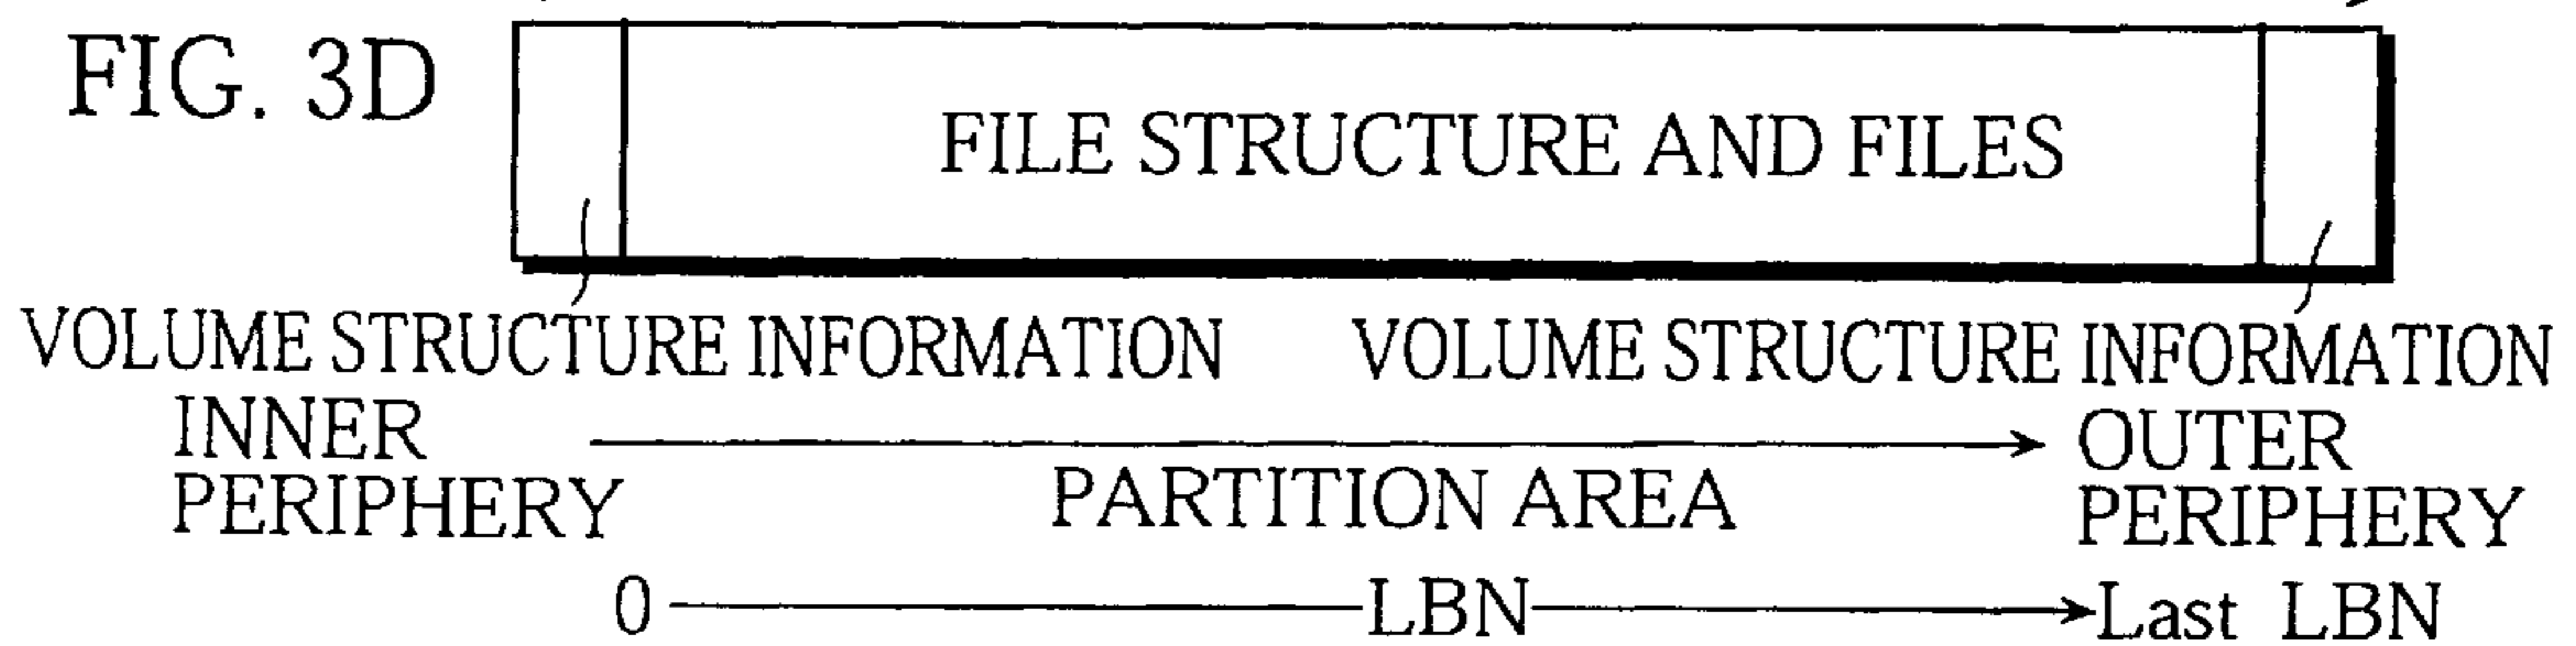 FIG. 3D
FILE STRUCTURE AND FILES
VOLUME STRUCTURE INFORMATION VOLUME STRUCTURE INFORMATION
INNER PERIPHERY
OUTER PERIPHERY
PARTITION AREA
0 LBN Last LBN